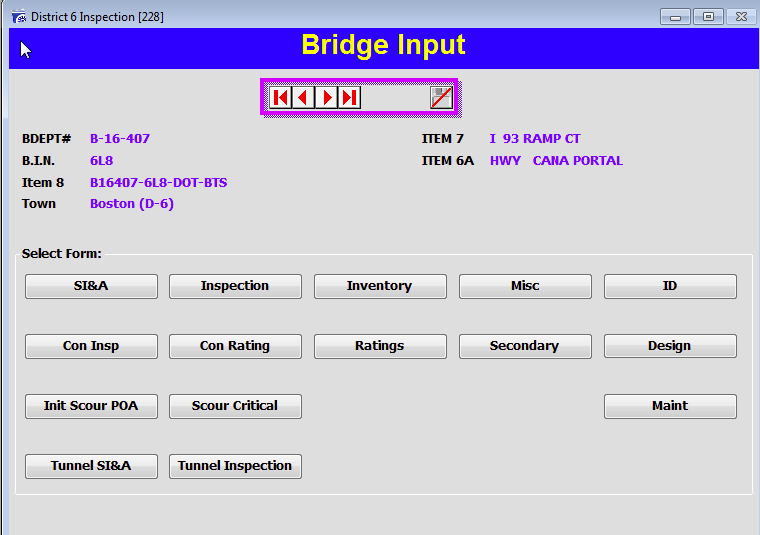 District 6 Inspection [228]
Bridge Input
BDEPT# B-16-407 ITEM 7 I 93 RAMP CT
B.I.N. 6L8 ITEM 6A HWY CANA PORTAL
Item 8 B16407-6L8-DOT-BTS
Town Boston (D-6)
Select Form:
SI&A Inspection Inventory Misc ID
Con Insp Con Rating Ratings Secondary Design
Init Scour POA Scour Critical Maint
Tunnel SI&A Tunnel Inspection